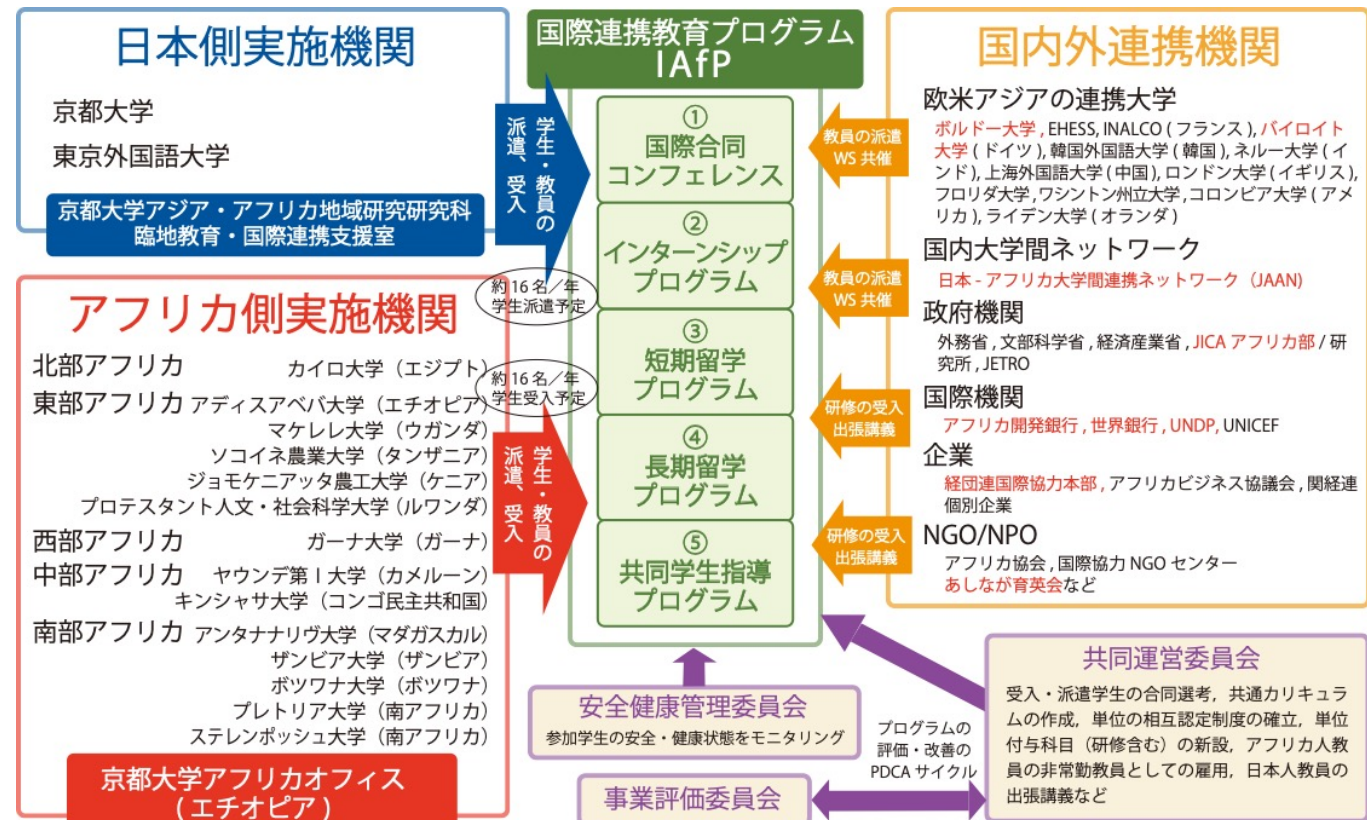 日本側実施機関
京都大学
東京外国語大学
京都大学アジア・アフリカ地域研究研究科
臨地教育・国際連携支援室
アフリカ側実施機関
北部アフリカ カイロ大学（エジプト）
東部アフリカ アディスアベバ大学（エチオピア）
マケレレ大学（ウガンダ）
ソコイネ農業大学（タンザニア）
ジョモケニアッタ農工大学（ケニア）
プロテスタント人文・社会科学大学（ルワンダ）
西部アフリカ ガーナ大学（ガーナ）
中部アフリカ ヤウンデ第Ⅰ大学（カメルーン）
キンシャサ大学（コンゴ民主共和国）
南部アフリカ アンタナナリヴ大学（マダガスカル）
ザンビア大学（ザンビア）
ボツワナ大学（ボツワナ）
プレトリア大学（南アフリカ）
ステレンボッシュ大学（南アフリカ）
京都大学アフリカオフィス
(エチオピア)
学生・教員の
派遣、受入
約16名／年
学生派遣予定
約16名／年
学生受入予定
学生・教員の
派遣、受入
国際連携教育プログラム
IAfP
①
国際合同
コンフェレンス
②
インターンシップ
プログラム
③
短期留学
プログラム
④
長期留学
プログラム
⑤
共同学生指導
プログラム
教員の派遣
WS 共催
教員の派遣
WS 共催
研修の受入
出張講義
研修の受入
出張講義
国内外連携機関
欧米アジアの連携大学
ボルドー大学 , EHESS, INALCO ( フランス ), バイロイト
大学 ( ドイツ ), 韓国外国語大学 ( 韓国 ), ネルー大学 ( イ
ンド ), 上海外国語大学 ( 中国 ), ロンドン大学 ( イギリス ),
フロリダ大学 , ワシントン州立大学 , コロンビア大学 ( アメ
リカ ), ライデン大学 ( オランダ )
国内大学間ネットワーク
日本 - アフリカ大学間連携ネットワーク（JAAN)
政府機関
外務省 , 文部科学省 , 経済産業省 , JICA アフリカ部 / 研
究所 , JETRO
国際機関
アフリカ開発銀行 , 世界銀行 , UNDP, UNICEF
企業
経団連国際協力本部 , アフリカビジネス協議会 , 関経連
個別企業
NGO/NPO
アフリカ協会 , 国際協力 NGO センター
あしなが育英会など
安全健康管理委員会
参加学生の安全・健康状態をモニタリング
事業評価委員会
プログラムの
評価・改善の
PDCA サイクル
共同運営委員会
受入・派遣学生の合同選考，共通カリキュラ
ムの作成，単位の相互認定制度の確立，単位
付与科目（研修含む）の新設，アフリカ人教
員の非常勤教員としての雇用，日本人教員の
出張講義など